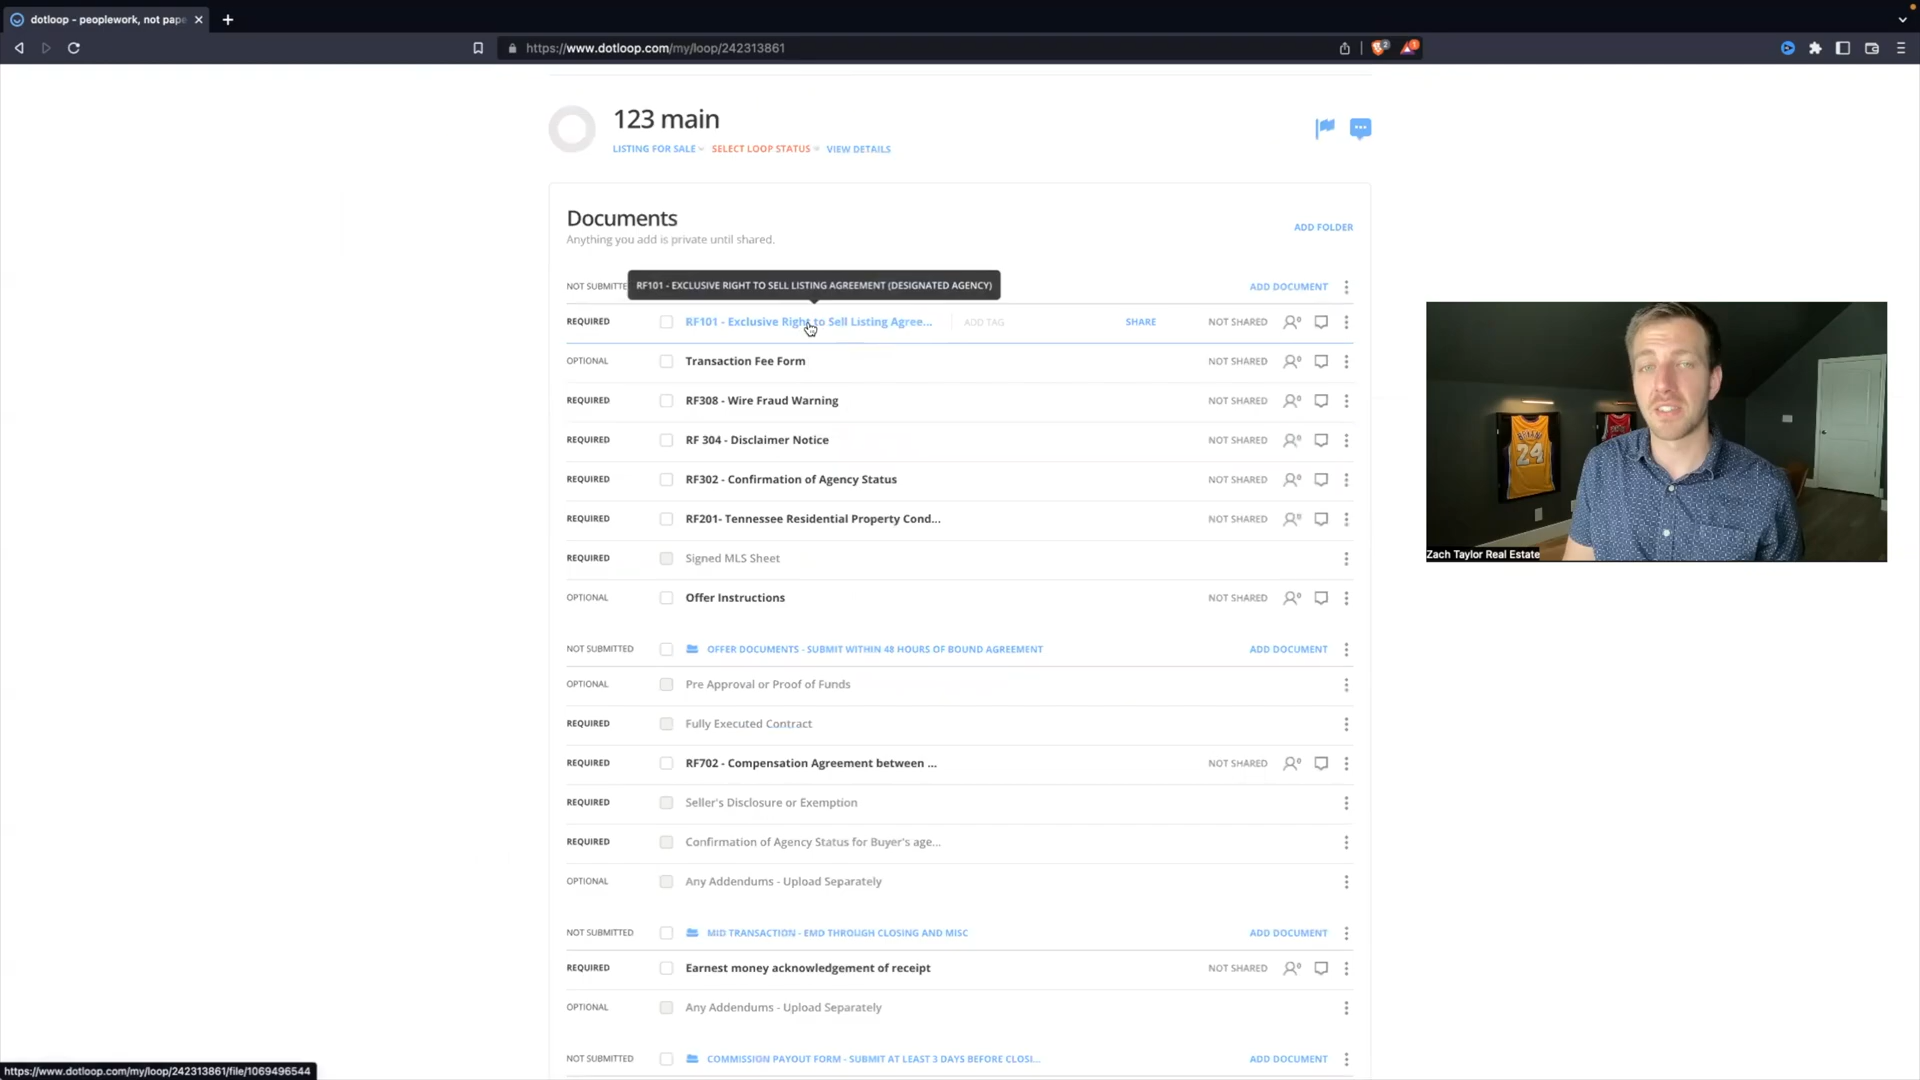 dotloop - peoplework, not pape
https://www.dotloop.com/my/loop/242313861
123 main
LISTING FOR SALE SELECT LOOP STATUS VIEW DETAILS
Documents
Anything you add is private until shared.
ADD FOLDER
NOT SUBMITTE
RF101 - EXCLUSIVE RIGHT TO SELL LISTING AGREEMENT (DESIGNATED AGENCY)
ADD DOCUMENT
REQUIRED RF101 - Exclusive Right to Sell Listing Agree... ADD TAG SHARE NOT SHARED
OPTIONAL Transaction Fee Form NOT SHARED
REQUIRED RF308 - Wire Fraud Warning NOT SHARED
REQUIRED RF 304 - Disclaimer Notice NOT SHARED
REQUIRED RF302 - Confirmation of Agency Status NOT SHARED
REQUIRED RF201- Tennessee Residential Property Cond... NOT SHARED
REQUIRED Signed MLS Sheet
OPTIONAL Offer Instructions NOT SHARED
NOT SUBMITTED OFFER DOCUMENTS - SUBMIT WITHIN 48 HOURS OF BOUND AGREEMENT ADD DOCUMENT
OPTIONAL Pre Approval or Proof of Funds
REQUIRED Fully Executed Contract
REQUIRED RF702 - Compensation Agreement between ... NOT SHARED
REQUIRED Seller's Disclosure or Exemption
REQUIRED Confirmation of Agency Status for Buyer's age...
OPTIONAL Any Addendums - Upload Separately
NOT SUBMITTED MID TRANSACTION - EMD THROUGH CLOSING AND MISC ADD DOCUMENT
REQUIRED Earnest money acknowledgement of receipt NOT SHARED
OPTIONAL Any Addendums - Upload Separately
NOT SUBMITTED COMMISSION PAYOUT FORM - SUBMIT AT LEAST 3 DAYS BEFORE CLOSI... ADD DOCUMENT
https://www.dotloop.com/my/loop/242313861/file/1069496544
24
Zach Taylor Real Estate